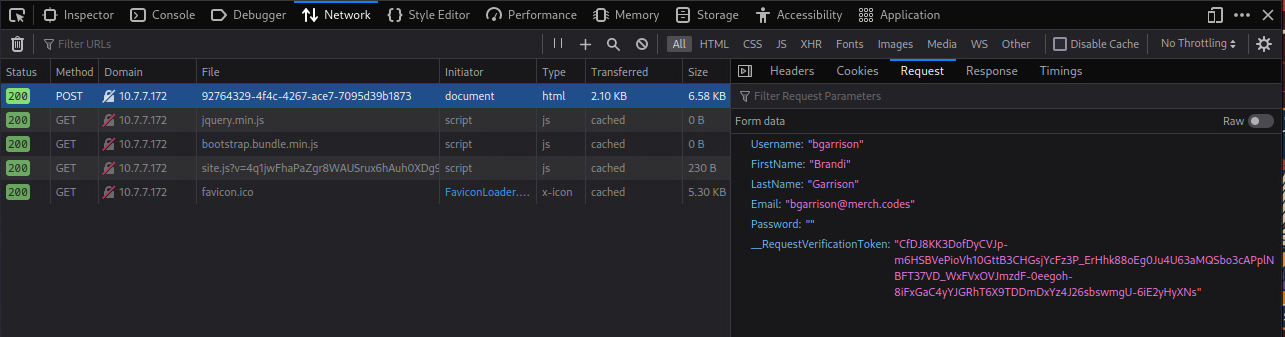 Inspector Console Debugger Network Style Editor Performance Memory Storage Accessibility Application
Filter URLs All HTML CSS JS XHR Fonts Images Media WS Other Disable Cache No Throttling
Status Method Domain File Initiator Type Transferred Size
200 POST 10.7.7.172 92764329-4f4c-4267-ace7-7095d39b1873 document html 2.10 KB 6.58 KB
200 GET 10.7.7.172 jquery.min.js script js cached 0 B
200 GET 10.7.7.172 bootstrap.bundle.min.js script js cached 0 B
200 GET 10.7.7.172 site.js?v=4q1jwFhaPaZgr8WAUSrux6hAuh0XDg9 script js cached 230 B
200 GET 10.7.7.172 favicon.ico FaviconLoader.... x-icon cached 5.30 KB
Headers Cookies Request Response Timings
Filter Request Parameters
Form data Raw
Username: "bgarrison"
FirstName: "Brandi"
LastName: "Garrison"
Email: "bgarrison@merch.codes"
Password: ""
__RequestVerificationToken: "CfDJ8KK3DofDyCVJp-
m6HSBVePioVh10GttB3CHGsjYcFz3P_ErHhk88oEg0Ju4U63aMQSbo3cAPplN
BFT37VD_WxFVxOVJmzdF-0eegoh-
8iFxGaC4yYJGRhT6X9TDDmDxYz4J26sbswmgU-6iE2yHyXNs"